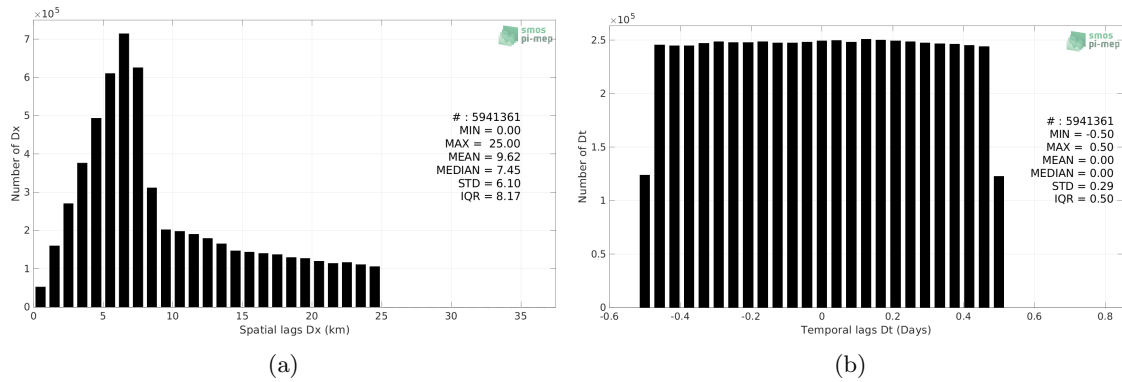 ×10⁵
7
6
5
4
3
2
1
0
Number of Dx
0 5 10 15 20 25 30 35
Spatial lags Dx (km)
smos
pi-mep
# : 5941361
MIN = 0.00
MAX = 25.00
MEAN = 9.62
MEDIAN = 7.45
STD = 6.10
IQR = 8.17
(a)
×10⁵
2.5
2
1.5
1
0.5
0
Number of Dt
-0.6 -0.4 -0.2 0 0.2 0.4 0.6 0.8
Temporal lags Dt (Days)
smos
pi-mep
# : 5941361
MIN = -0.50
MAX = 0.50
MEAN = 0.00
MEDIAN = 0.00
STD = 0.29
IQR = 0.50
(b)